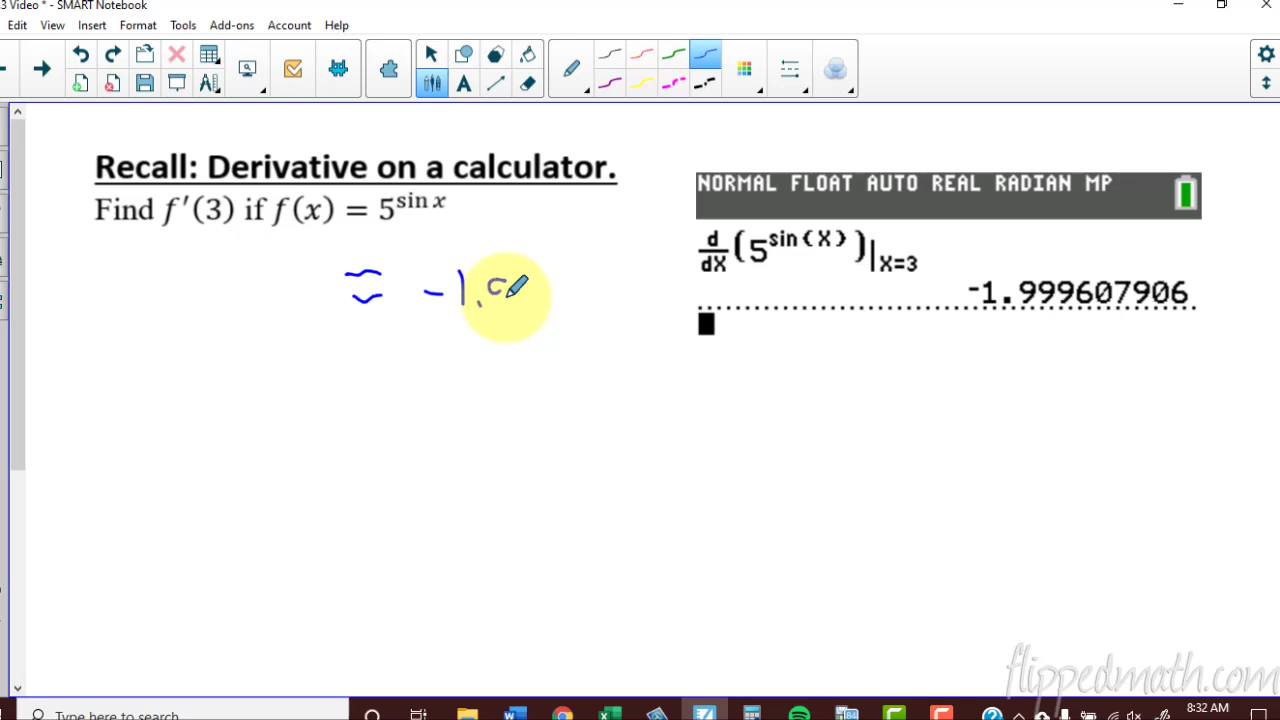 .3 Video * - SMART Notebook
Edit View Insert Format Tools Add-ons Account Help
Recall: Derivative on a calculator.
Find f′(3) if f(x) = 5^{sin x}
≈ -1.
NORMAL FLOAT AUTO REAL RADIAN MP
d/dX(5^{sin(X)})|X=3
-1.999607906
flippedmath.com
Type here to search
8:32 AM